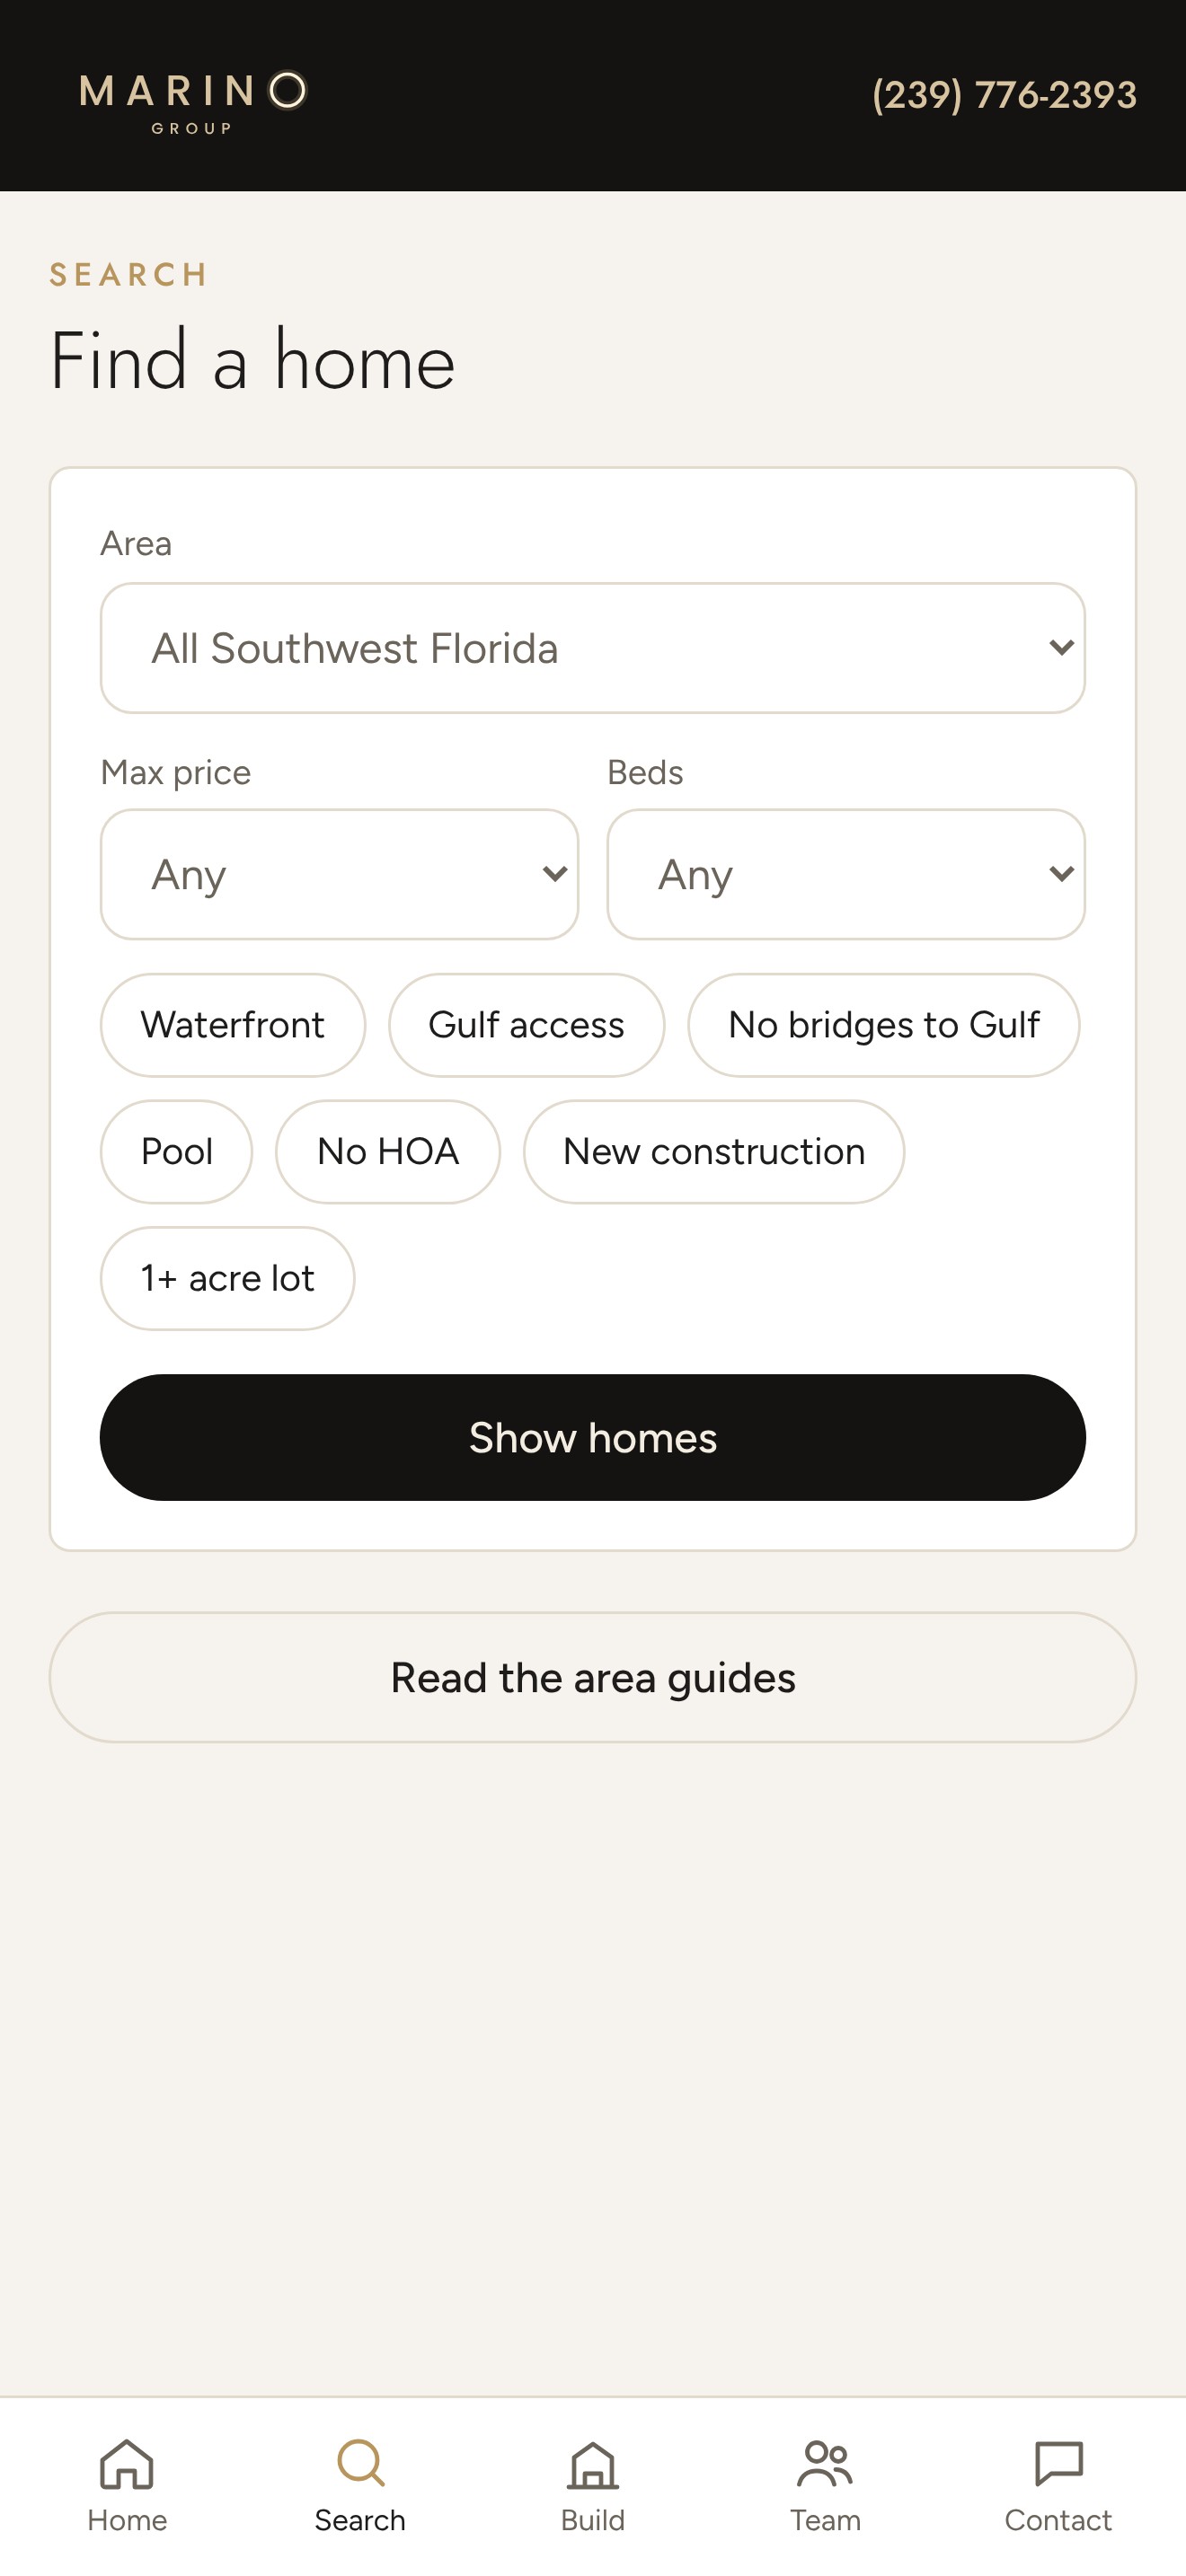 MARINO
GROUP
(239) 776-2393
SEARCH
Find a home
Area
All Southwest Florida
Max price
Beds
Any
Any
Waterfront
Gulf access
No bridges to Gulf
Pool
No HOA
New construction
1+ acre lot
Show homes
Read the area guides
Home
Search
Build
Team
Contact